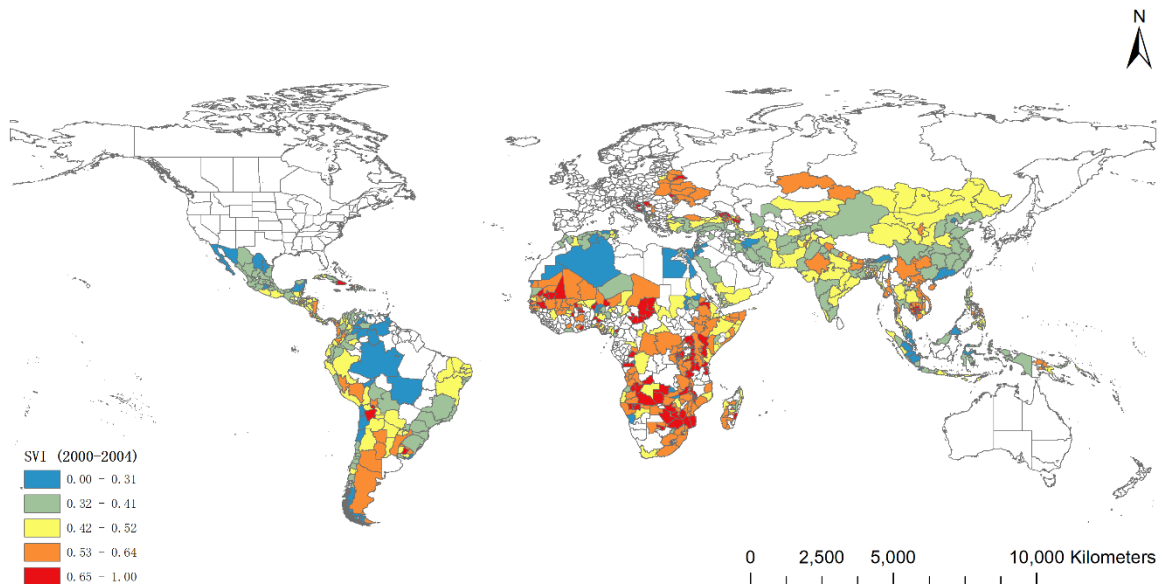 N
SVI (2000-2004)
0.00 - 0.31
0.32 - 0.41
0.42 - 0.52
0.53 - 0.64
0.65 - 1.00
0 2,500 5,000 10,000 Kilometers